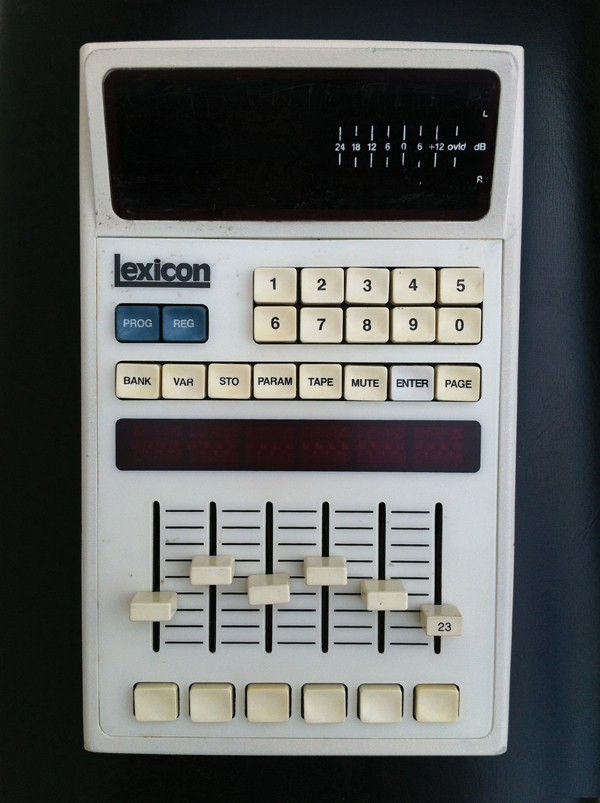 L
24 18 12 6 0 6 +12 ovld dB
R
lexicon
1 2 3 4 5
PROG REG
6 7 8 9 0
BANK VAR STO PARAM TAPE MUTE ENTER PAGE
23